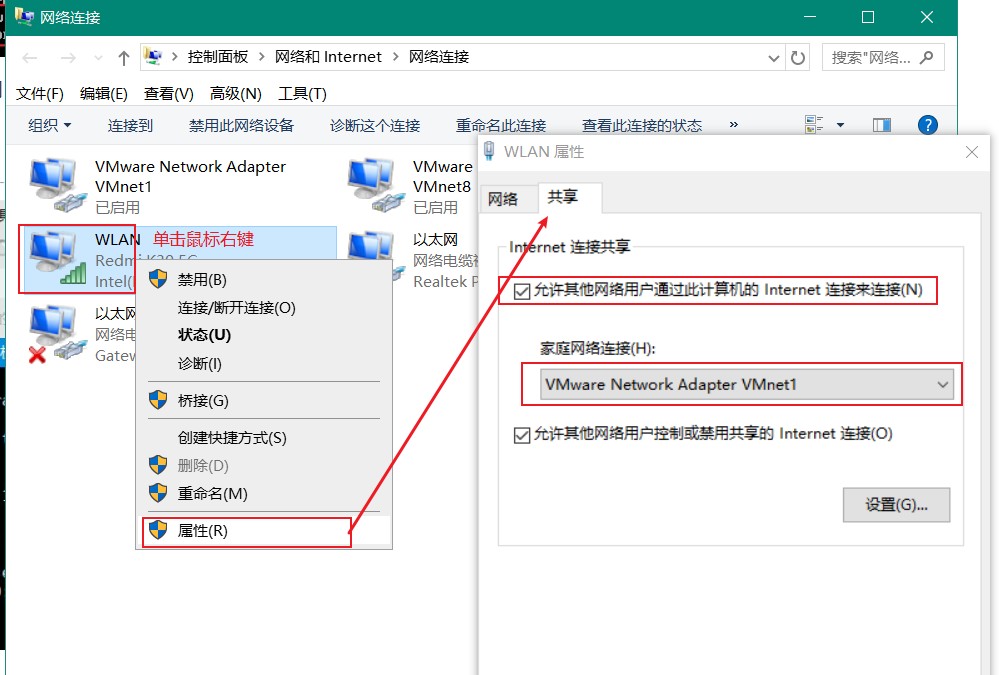 网络连接
控制面板 › 网络和 Internet › 网络连接
搜索"网络...
文件(F) 编辑(E) 查看(V) 高级(N) 工具(T)
组织 连接到 禁用此网络设备 诊断这个连接 重命名此连接 查看此连接的状态 »
VMware Network Adapter
VMnet1
已启用
VMware
VMnet8
已启用
WLAN 单击鼠标右键
Intel(
以太网
网络电缆
Realtek
网络电
Gatew
禁用(B)
连接/断开连接(O)
状态(U)
诊断(I)
桥接(G)
创建快捷方式(S)
删除(D)
重命名(M)
属性(R)
WLAN 属性
网络 共享
Internet 连接共享
允许其他网络用户通过此计算机的 Internet 连接来连接(N)
家庭网络连接(H):
VMware Network Adapter VMnet1
允许其他网络用户控制或禁用共享的 Internet 连接(O)
设置(G)...